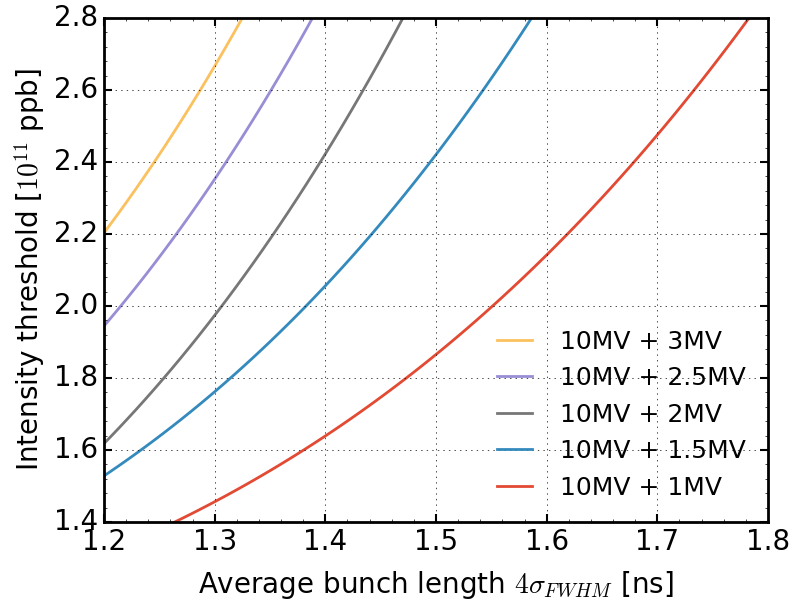 Intensity threshold [10¹¹ ppb]
2.8
2.6
2.4
2.2
2.0
1.8
1.6
1.4
10MV + 3MV
10MV + 2.5MV
10MV + 2MV
10MV + 1.5MV
10MV + 1MV
1.2 1.3 1.4 1.5 1.6 1.7 1.8
Average bunch length 4σ_FWHM [ns]